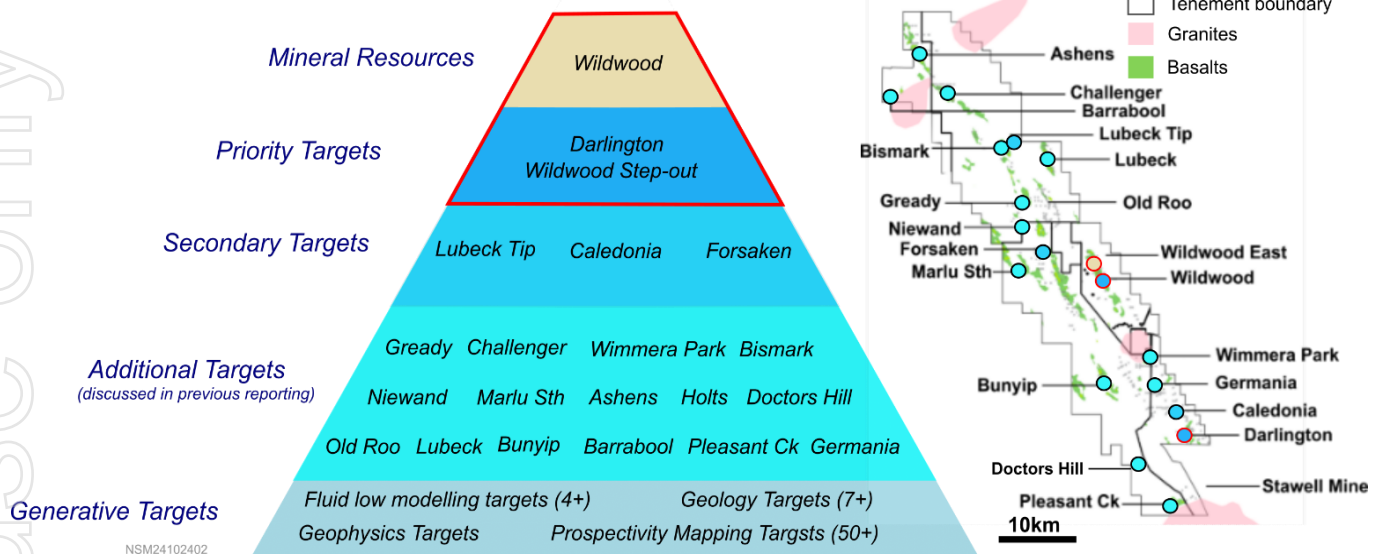 Mineral Resources
Wildwood
Priority Targets
Darlington
Wildwood Step-out
Secondary Targets
Lubeck Tip Caledonia Forsaken
Additional Targets
(discussed in previous reporting)
Gready Challenger Wimmera Park Bismark
Niewand Marlu Sth Ashens Holts Doctors Hill
Old Roo Lubeck Bunyip Barrabool Pleasant Ck Germania
Generative Targets
Fluid low modelling targets (4+) Geology Targets (7+)
Geophysics Targets Prospectivity Mapping Targsts (50+)
NSM24102402
Tenement boundary
Granites
Basalts
Ashens
Challenger
Barrabool
Lubeck Tip
Bismark
Lubeck
Gready
Old Roo
Niewand
Forsaken
Wildwood East
Marlu Sth
Wildwood
Wimmera Park
Bunyip
Germania
Caledonia
Darlington
Doctors Hill
Stawell Mine
Pleasant Ck
10km